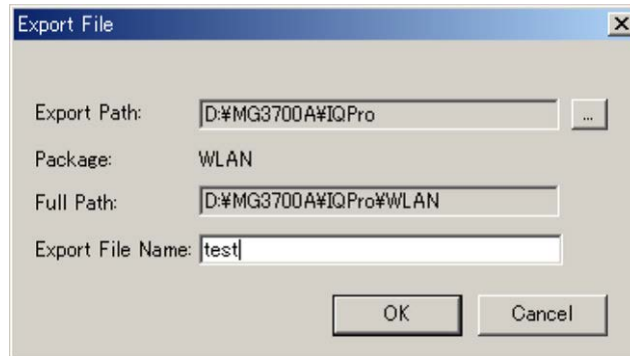 Export File
Export Path: D:¥MG3700A¥IQPro ...
Package: WLAN
Full Path: D:¥MG3700A¥IQPro¥WLAN
Export File Name: test
OK Cancel